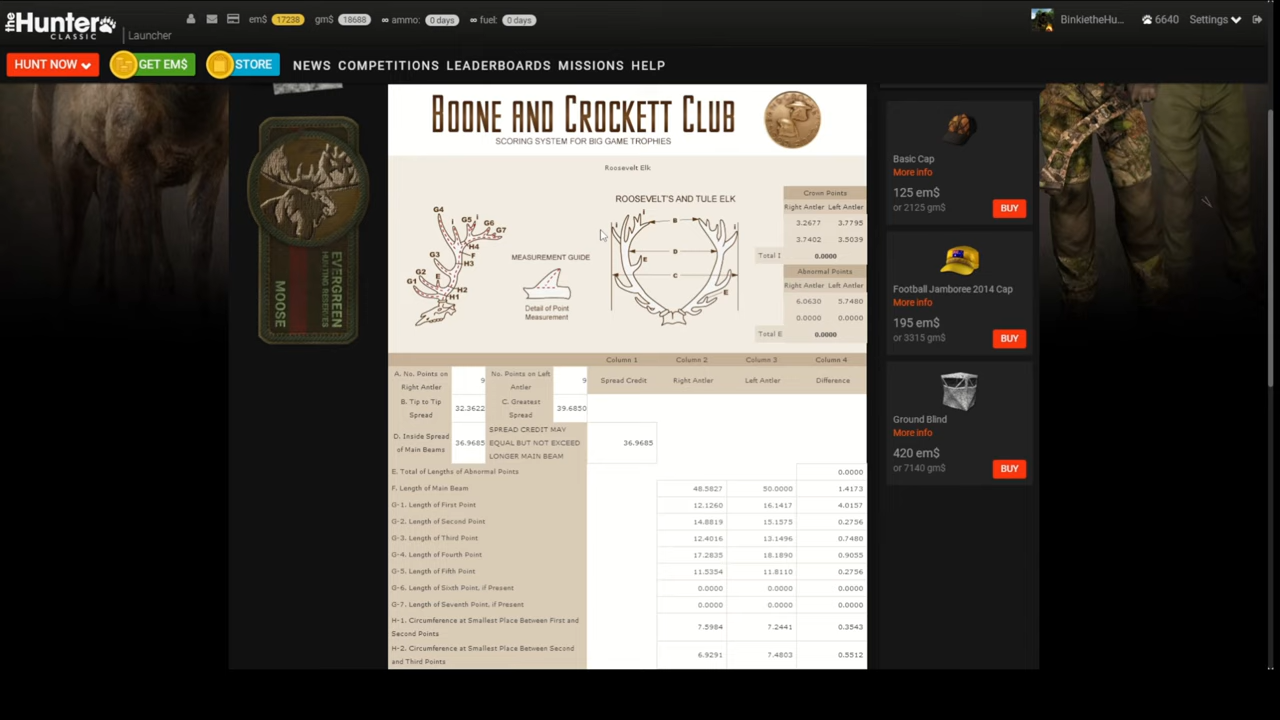 theHunter CLASSIC
Launcher
em$ 17238 gm$ 18688 ∞ ammo: 0 days ∞ fuel: 0 days
BinkietheHu... 6640 Settings
HUNT NOW GET EM$ STORE NEWS COMPETITIONS LEADERBOARDS MISSIONS HELP
EVERGREEN
HUNTING RESERVES
MOOSE
BOONE AND CROCKETT CLUB
SCORING SYSTEM FOR BIG GAME TROPHIES
Roosevelt Elk
G4 I G5 I G6 G7 H4 F H3 G3 G2 E G1 H2 H1
MEASUREMENT GUIDE
Detail of Point
Measurement
ROOSEVELT'S AND TULE ELK
I I B I D E C E
Crown Points
Right Antler Left Antler
3.2677 3.7795
3.7402 3.5039
Total I 0.0000
Abnormal Points
Right Antler Left Antler
6.0630 5.7480
0.0000 0.0000
Total E 0.0000
Column 1 Column 2 Column 3 Column 4
A. No. Points on Right Antler 9 No. Points on Left Antler 9 Spread Credit Right Antler Left Antler Difference
B. Tip to Tip Spread 32.3622 C. Greatest Spread 39.6850
D. Inside Spread of Main Beams 36.9685 SPREAD CREDIT MAY EQUAL BUT NOT EXCEED LONGER MAIN BEAM 36.9685
E. Total of Lengths of Abnormal Points 0.0000
F. Length of Main Beam 48.5827 50.0000 1.4173
G-1. Length of First Point 12.1260 16.1417 4.0157
G-2. Length of Second Point 14.8819 15.1575 0.2756
G-3. Length of Third Point 12.4016 13.1496 0.7480
G-4. Length of Fourth Point 17.2835 18.1890 0.9055
G-5. Length of Fifth Point 11.5354 11.8110 0.2756
G-6. Length of Sixth Point, if Present 0.0000 0.0000 0.0000
G-7. Length of Seventh Point, if Present 0.0000 0.0000 0.0000
H-1. Circumference at Smallest Place Between First and Second Points 7.5984 7.2441 0.3543
H-2. Circumference at Smallest Place Between Second and Third Points 6.9291 7.4803 0.5512
Basic Cap
More info
125 em$
or 2125 gm$
BUY
Football Jamboree 2014 Cap
More info
195 em$
or 3315 gm$
BUY
Ground Blind
More info
420 em$
or 7140 gm$
BUY